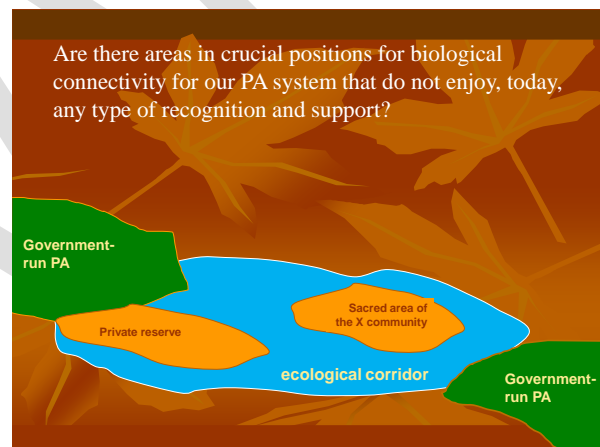 Are there areas in crucial positions for biological
connectivity for our PA system that do not enjoy, today,
any type of recognition and support?
Government-
run PA
Private reserve
Sacred area of
the X community
ecological corridor
Government-
run PA